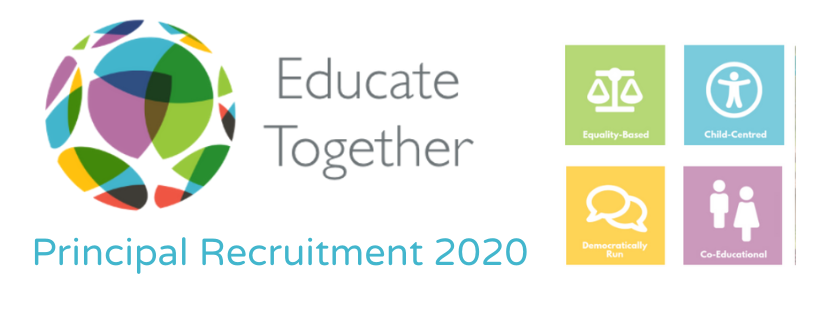 Educate
Together
Principal Recruitment 2020
Equality-Based
Child-Centred
Democratically
Run
Co-Educational